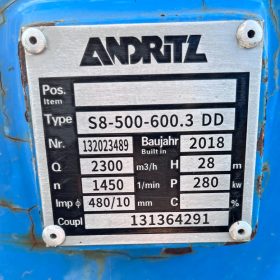 ANDRITZ
Pos.
Item
Type S8-500-600.3 DD
Nr. 132023489 Baujahr Built in 2018
Q 2300 m3/h H 28 m
n 1450 1/min P 280 kw
Imp φ 480/10 mm C %
Coupl 131364291